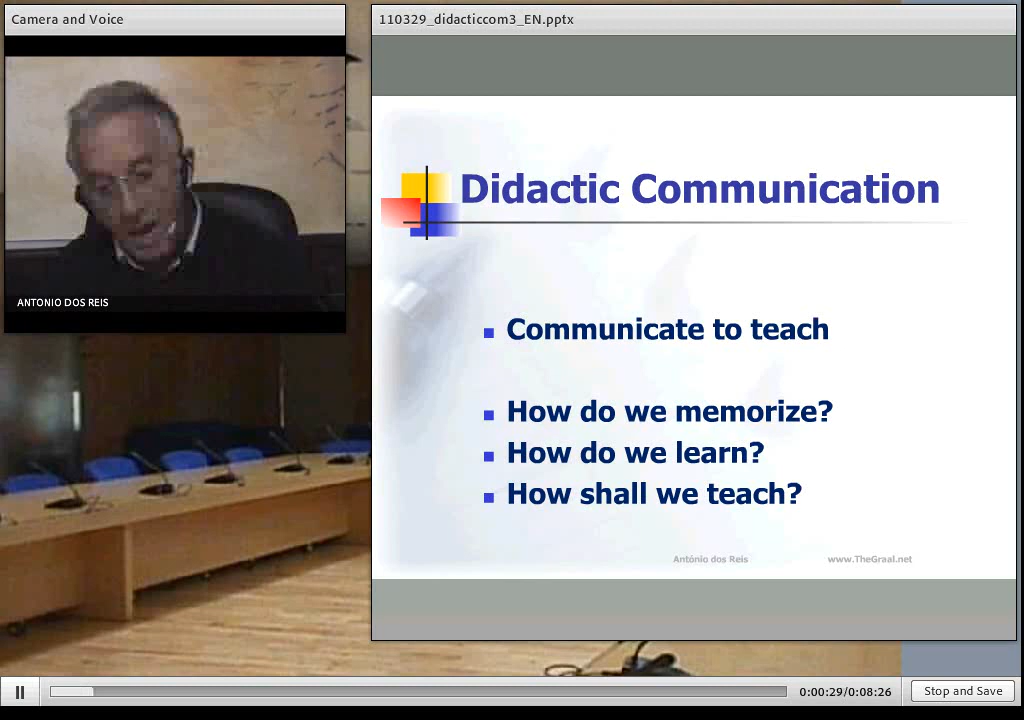 Camera and Voice
ANTONIO DOS REIS
110329_didacticcom3_EN.pptx
Didactic Communication
Communicate to teach
How do we memorize?
How do we learn?
How shall we teach?
António dos Reis
www.TheGraal.net
0:00:29/0:08:26
Stop and Save